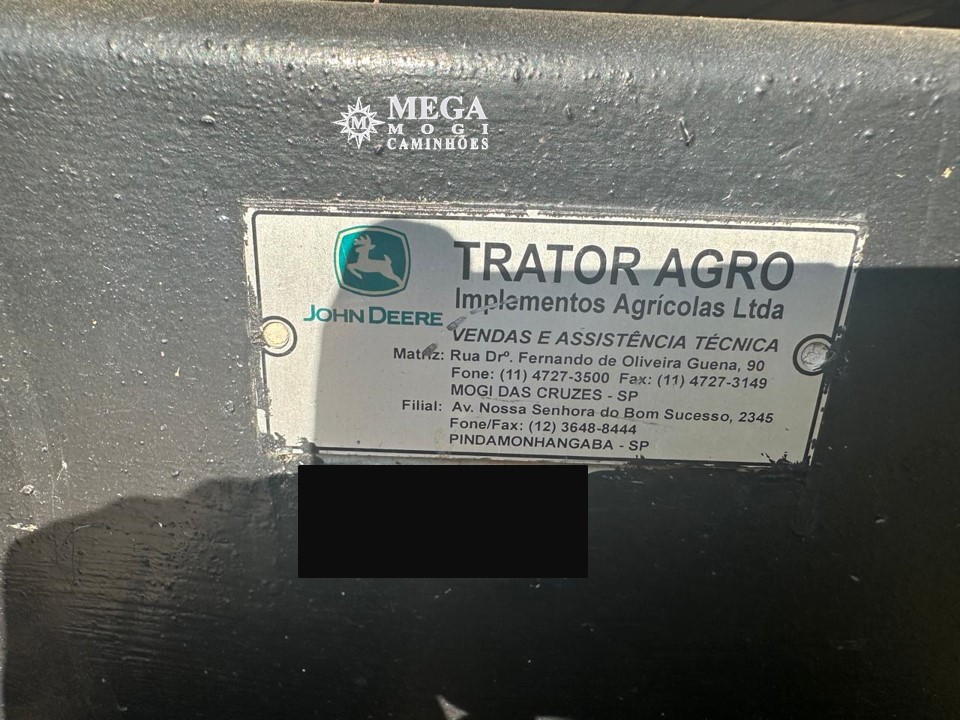 MEGA
MOGI
CAMINHÕES
TRATOR AGRO
Implementos Agrícolas Ltda
JOHN DEERE
VENDAS E ASSISTÊNCIA TÉCNICA
Matriz: Rua Drº. Fernando de Oliveira Guena, 90
Fone: (11) 4727-3500 Fax: (11) 4727-3149
MOGI DAS CRUZES - SP
Filial: Av. Nossa Senhora do Bom Sucesso, 2345
Fone/Fax: (12) 3648-8444
PINDAMONHANGABA - SP